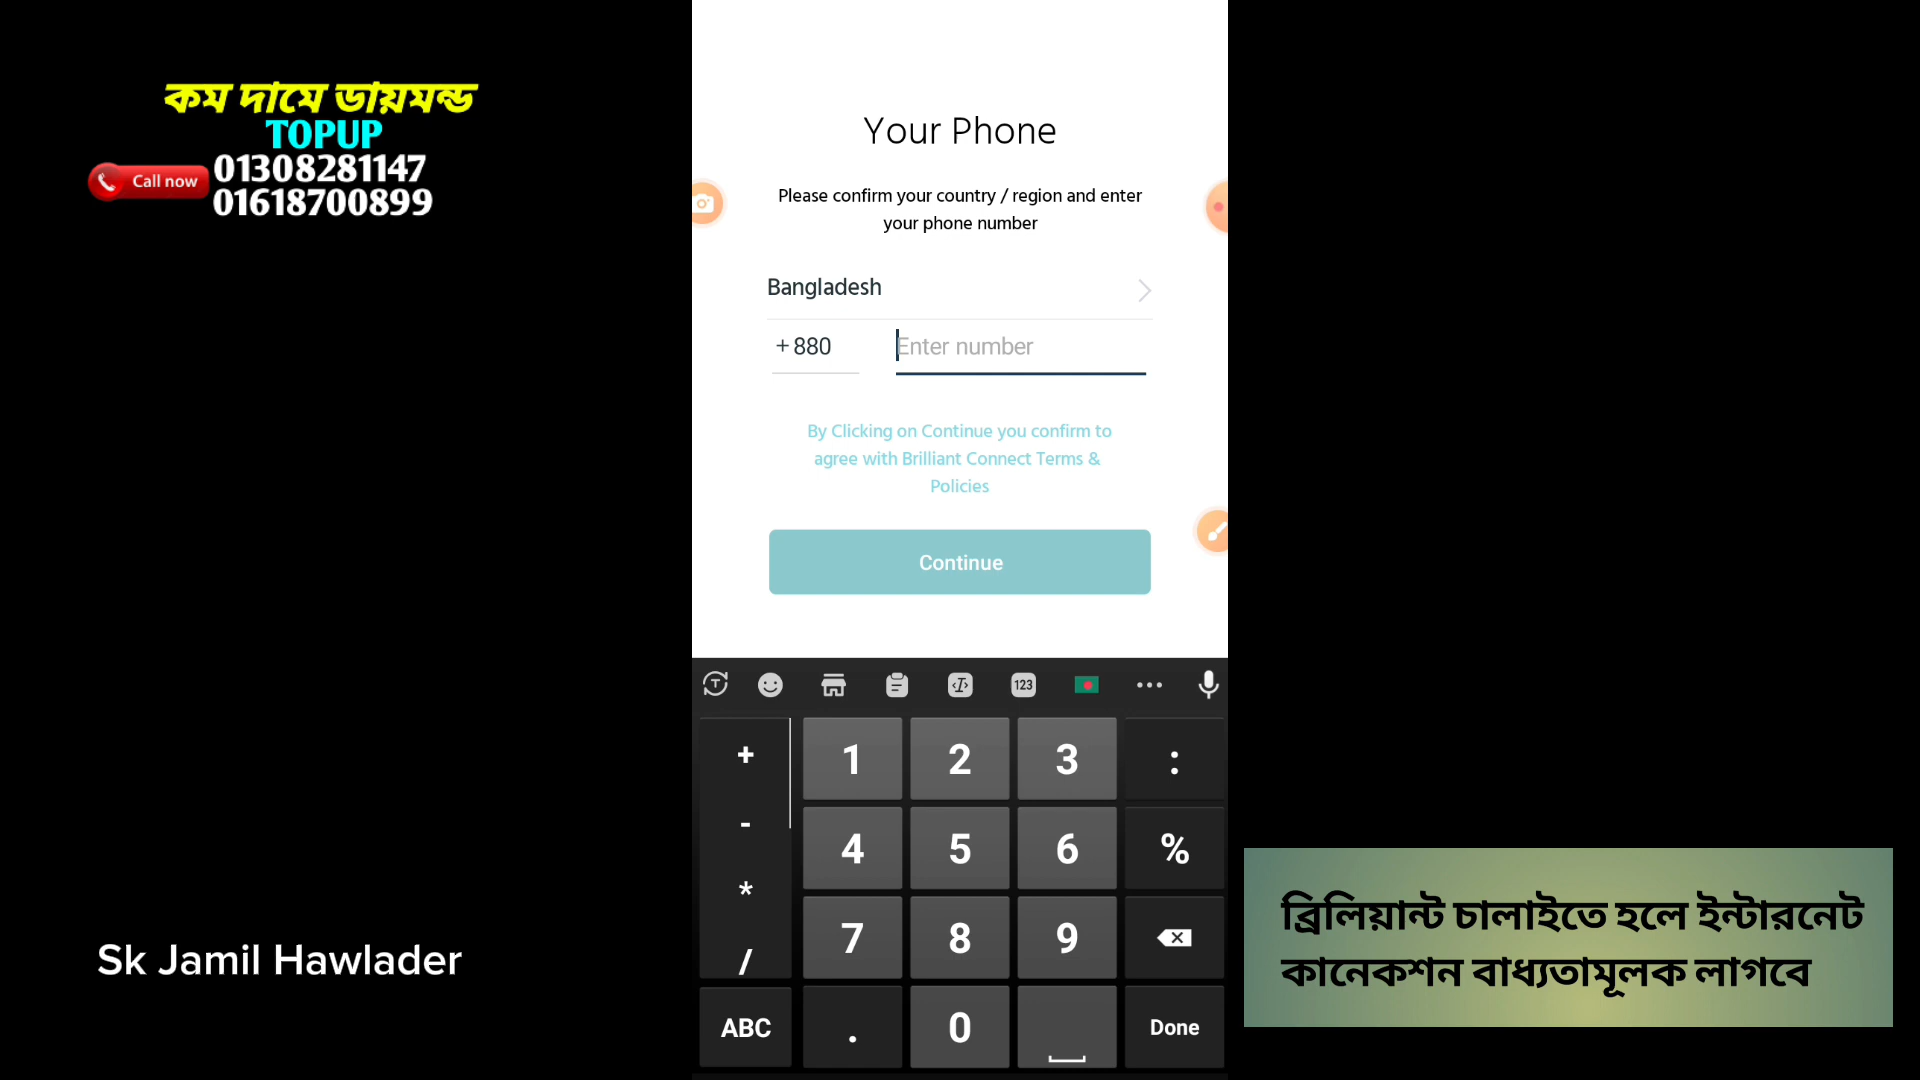 কম দামে ডায়মন্ড
TOPUP
Call now
01308281147
01618700899
Your Phone
Please confirm your country / region and enter
your phone number
Bangladesh
+ 880
Enter number
By Clicking on Continue you confirm to
agree with Brilliant Connect Terms &
Policies
Continue
123
+ 1 2 3 :
- 4 5 6 %
* 7 8 9
/
ABC . 0 Done
Sk Jamil Hawlader
ব্রিলিয়ান্ট চালাইতে হলে ইন্টারনেট
কানেকশন বাধ্যতামূলক লাগবে